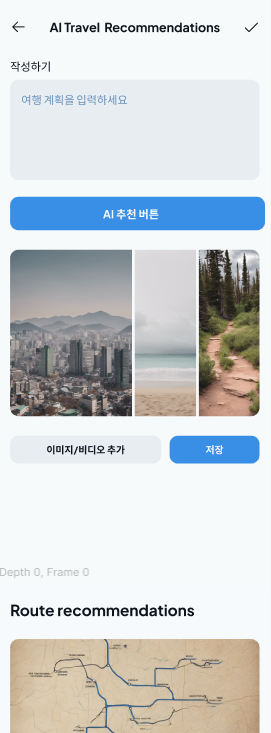 AI Travel Recommendations
작성하기
여행 계획을 입력하세요
AI 추천 버튼
이미지/비디오 추가
저장
Depth 0, Frame 0
Route recommendations